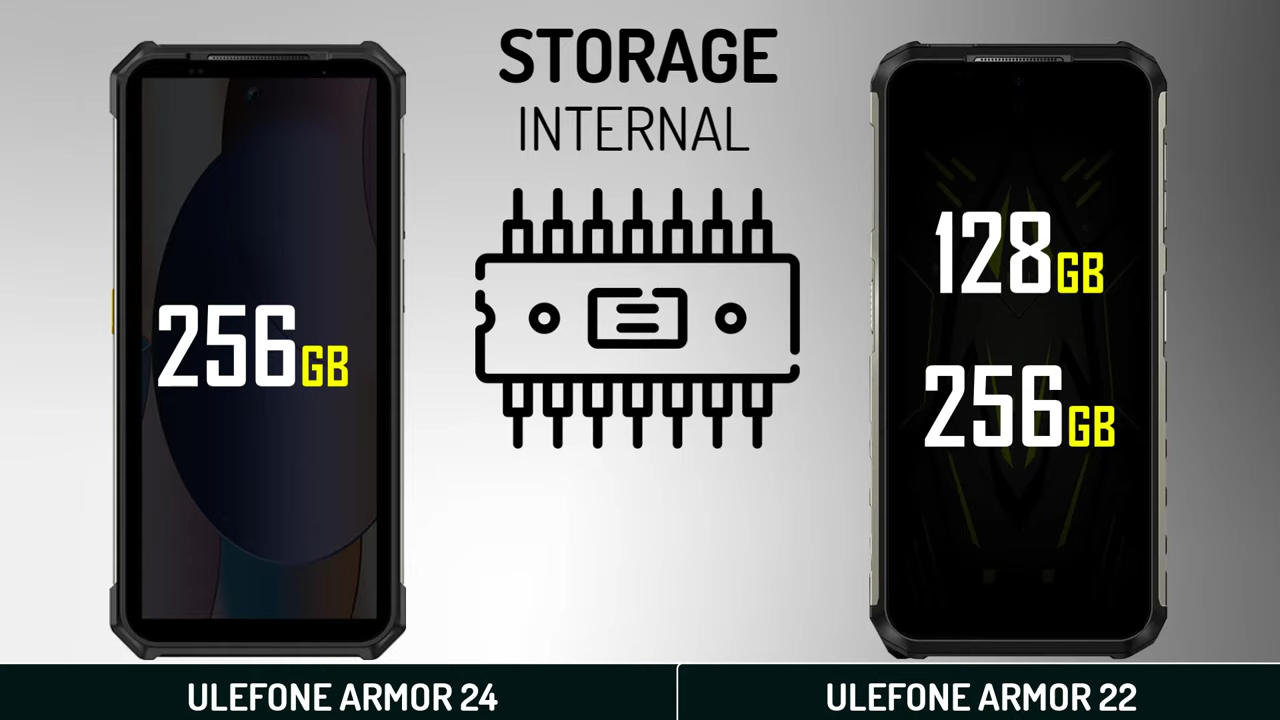 STORAGE
INTERNAL
256GB
128GB
256GB
ULEFONE ARMOR 24
ULEFONE ARMOR 22